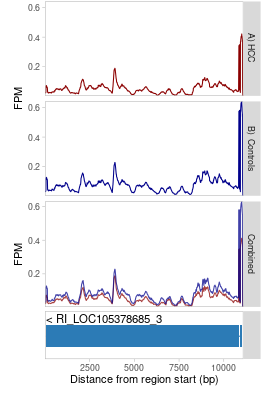 0.6
0.4
0.2
FPM
A) HCC
0.6
0.4
0.2
B) Controls
0.6
0.4
0.2
FPM
Combined
< RI_LOC105378685_3
2500 5000 7500 10000
Distance from region start (bp)